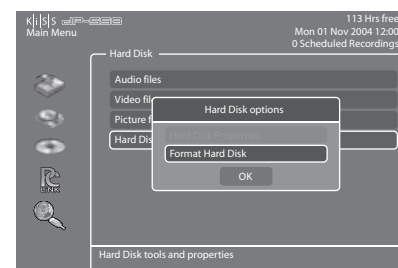 KiSS DP-558
113 Hrs free
Main Menu
Mon 01 Nov 2004 12:00
0 Scheduled Recordings
Hard Disk
Audio files
Video fil
Picture f
Hard Dis
Hard Disk options
Hard Disk Properties
Format Hard Disk
OK
LINK
Hard Disk tools and properties